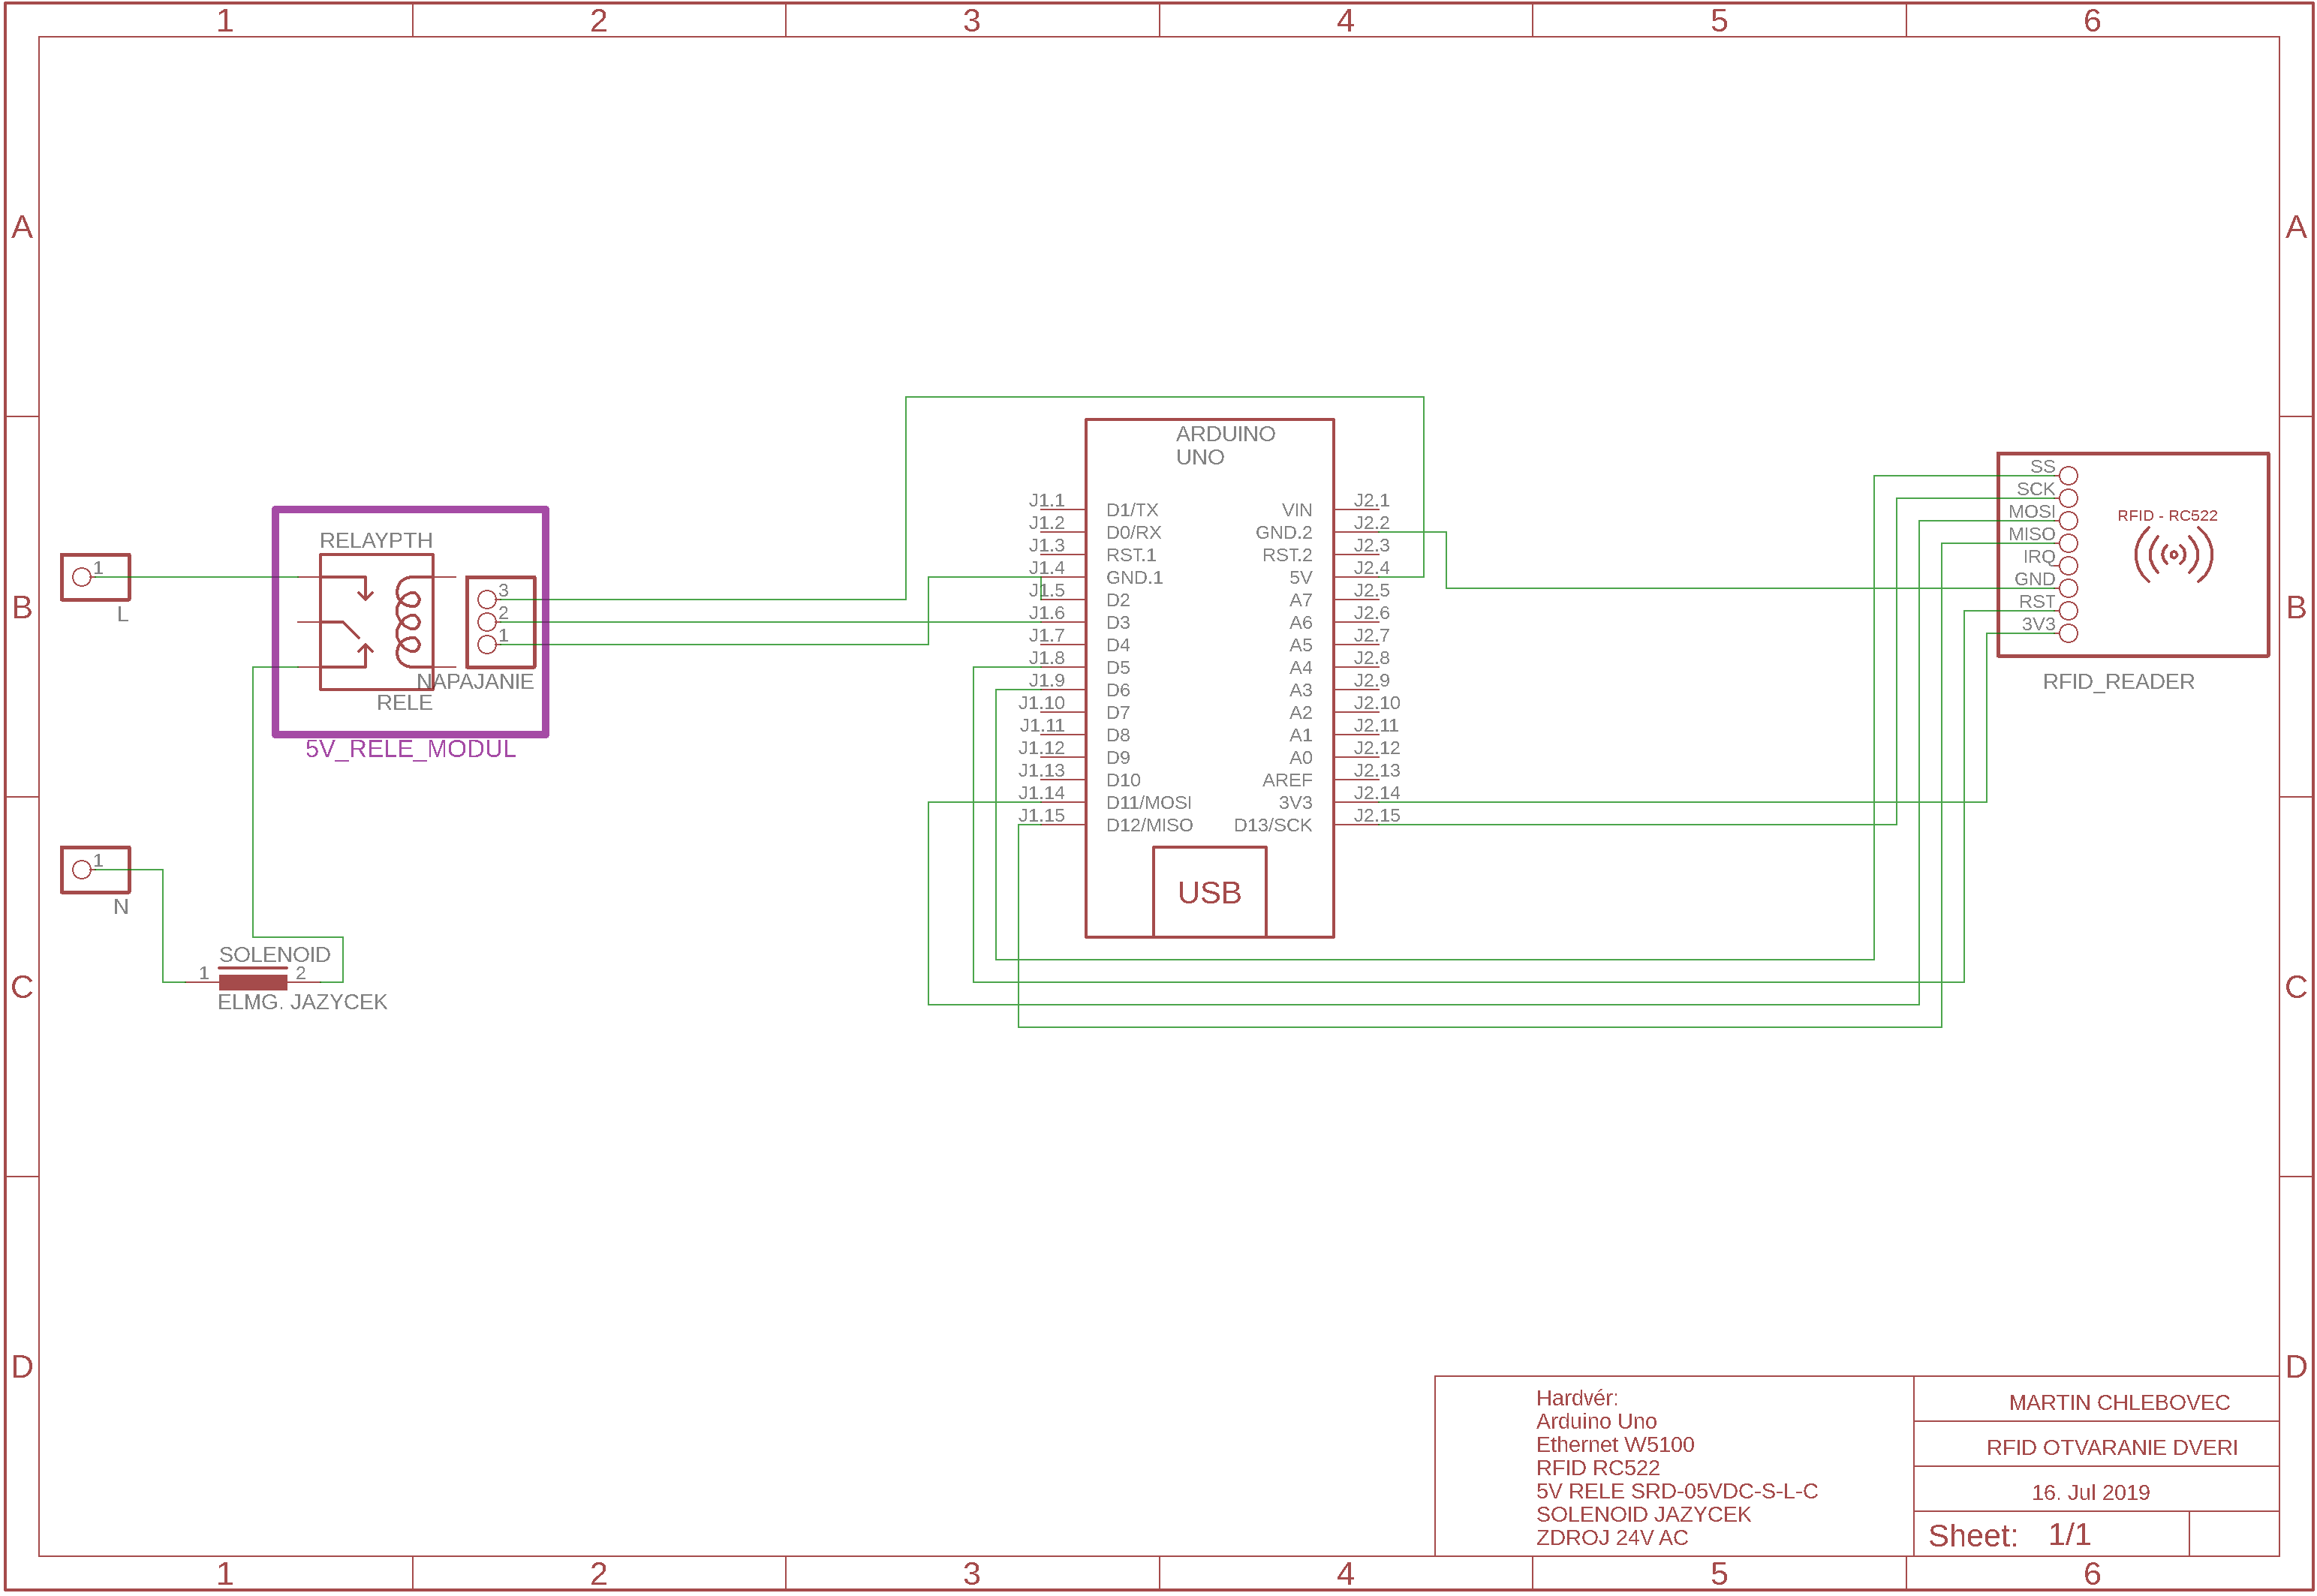 1 2 3 4 5 6
A A
B B
C C
D D
1
L
1
N
RELAYPTH
RELE
3
2
1
NAPAJANIE
5V_RELE_MODUL
SOLENOID
1 2
ELMG. JAZYCEK
ARDUINO
UNO
J1.1 D1/TX VIN J2.1
J1.2 D0/RX GND.2 J2.2
J1.3 RST.1 RST.2 J2.3
J1.4 GND.1 5V J2.4
J1.5 D2 A7 J2.5
J1.6 D3 A6 J2.6
J1.7 D4 A5 J2.7
J1.8 D5 A4 J2.8
J1.9 D6 A3 J2.9
J1.10 D7 A2 J2.10
J1.11 D8 A1 J2.11
J1.12 D9 A0 J2.12
J1.13 D10 AREF J2.13
J1.14 D11/MOSI 3V3 J2.14
J1.15 D12/MISO D13/SCK J2.15
USB
SS
SCK
MOSI
MISO
IRQ
GND
RST
3V3
RFID - RC522
RFID_READER
Hardvér:
Arduino Uno
Ethernet W5100
RFID RC522
5V RELE SRD-05VDC-S-L-C
SOLENOID JAZYCEK
ZDROJ 24V AC
MARTIN CHLEBOVEC
RFID OTVARANIE DVERI
16. Jul 2019
Sheet: 1/1
1 2 3 4 5 6